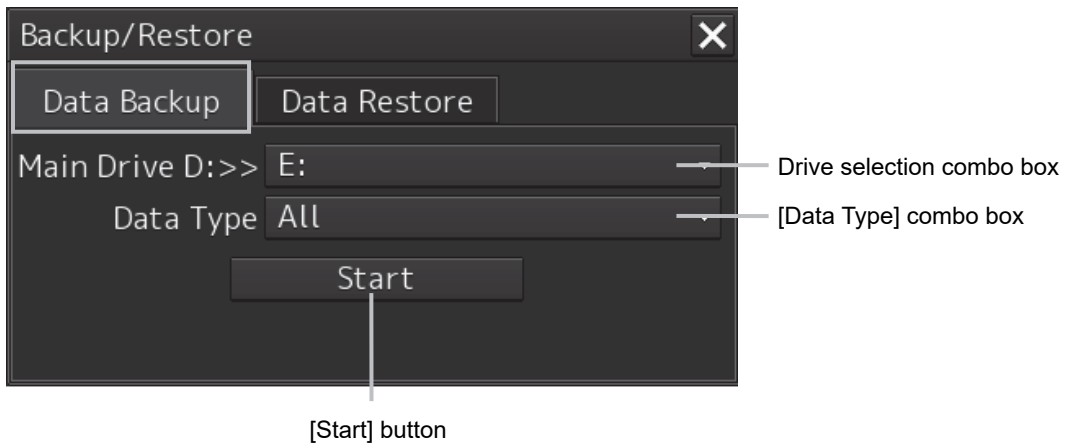 Backup/Restore
Data Backup Data Restore
Main Drive D:>> E: Drive selection combo box
Data Type All [Data Type] combo box
Start
[Start] button